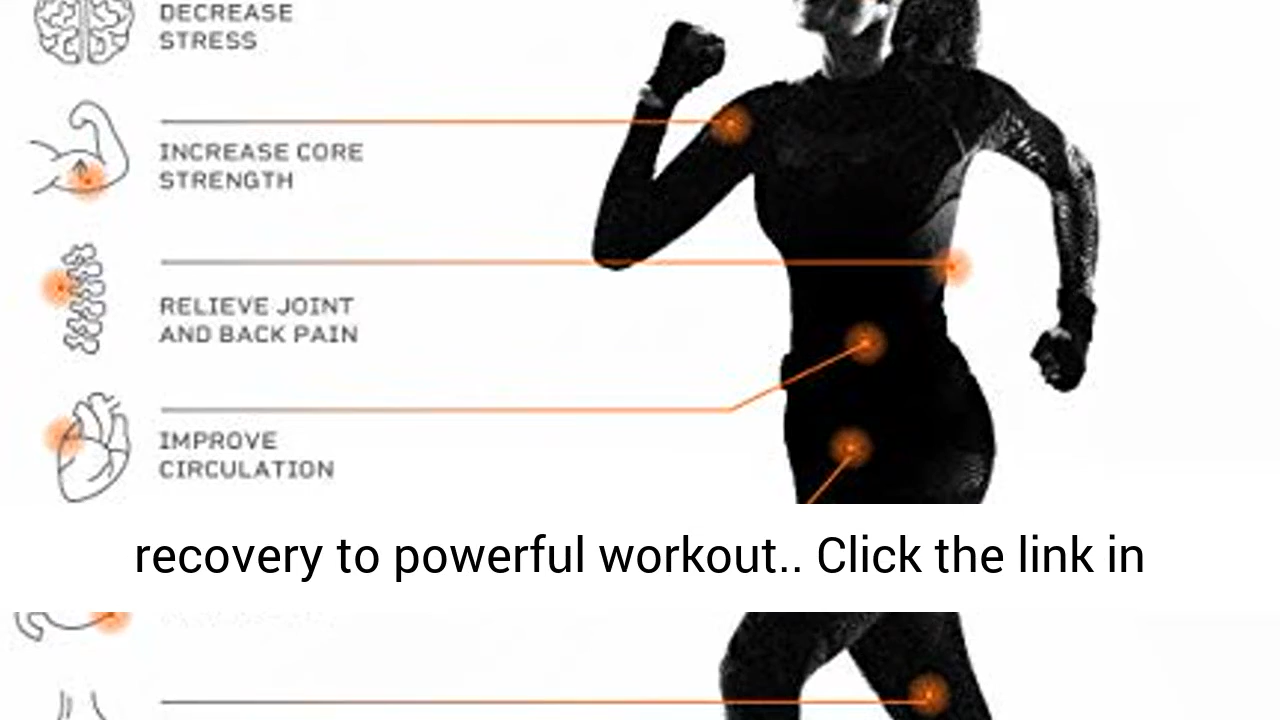 DECREASE
STRESS
INCREASE CORE
STRENGTH
RELIEVE JOINT
AND BACK PAIN
IMPROVE
CIRCULATION
recovery to powerful workout.. Click the link in